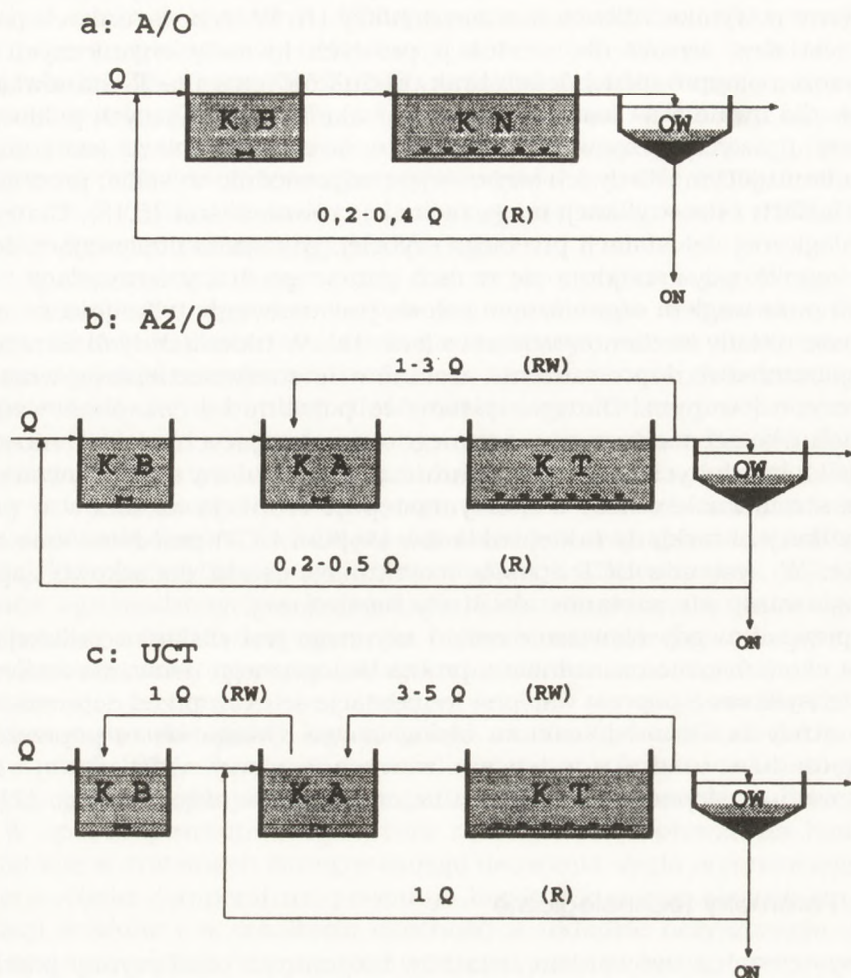 a: A/O
Q
K B
K N
OW
0,2-0,4 Q (R)
ON
b: A2/O
1-3 Q (RW)
Q
K B
K A
K T
OW
0,2-0,5 Q (R)
ON
c: UCT
1 Q (RW)
3-5 Q (RW)
Q
K B
K A
K T
OW
1 Q (R)
ON